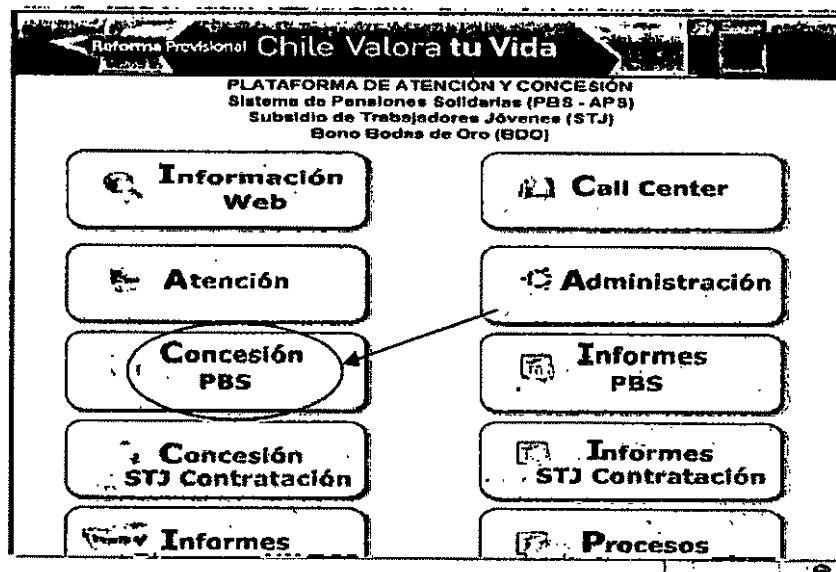 Reforma Previsional Chile Valora tu Vida
PLATAFORMA DE ATENCIÓN Y CONCESIÓN
Sistema de Pensiones Solidarias (PBS - APS)
Subsidio de Trabajadores Jóvenes (STJ)
Bono Bodas de Oro (BDO)
Información
Web
Call Center
Atención
Administración
Concesión
PBS
Informes
PBS
Concesión
STJ Contratación
Informes
STJ Contratación
Informes
Procesos